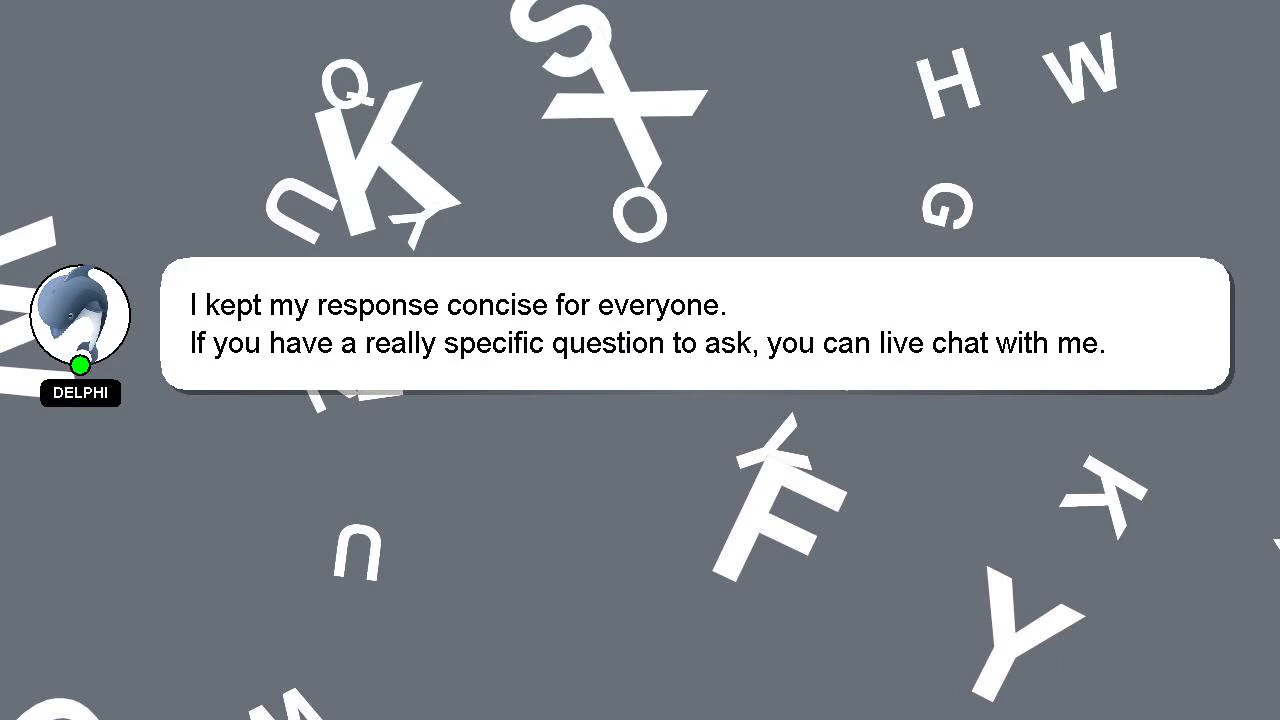 S
Q
K
X
H
W
U
Y
O
G
I kept my response concise for everyone.
If you have a really specific question to ask, you can live chat with me.
DELPHI
Y
F
K
U
Y